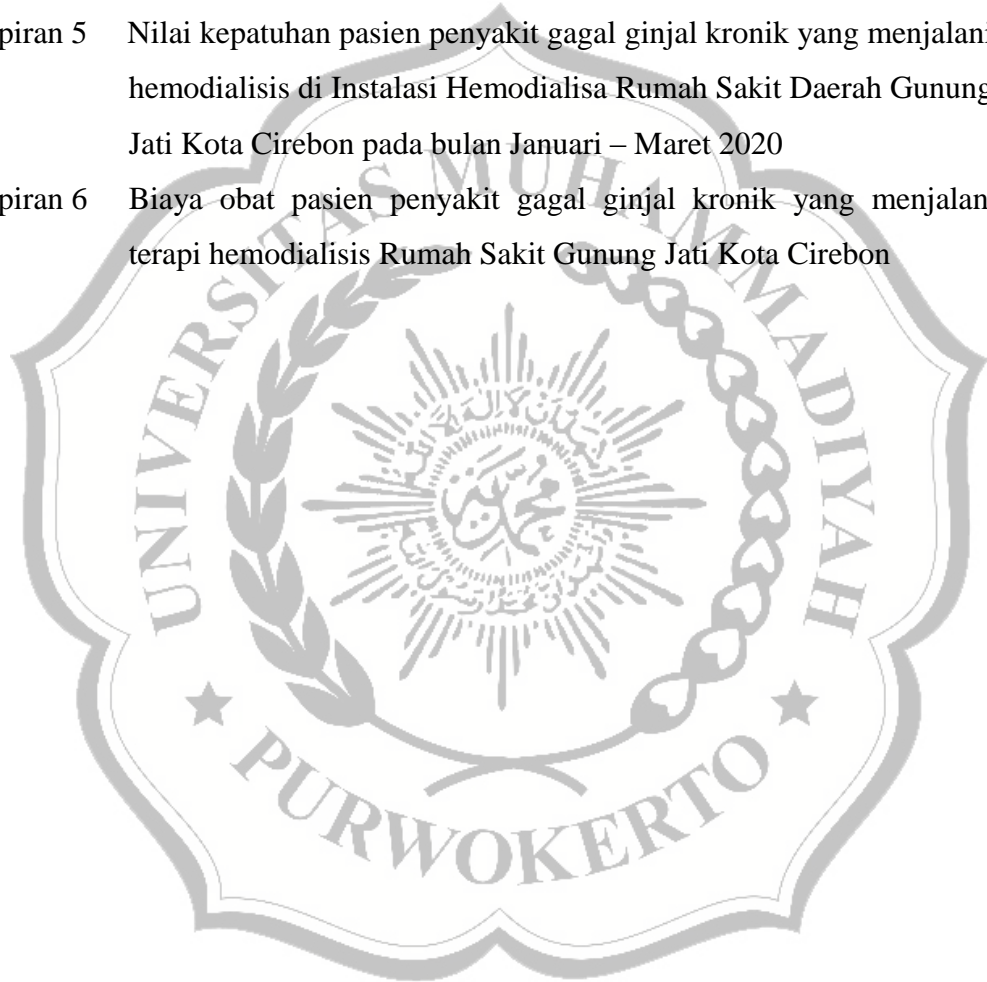 piran 5 Nilai kepatuhan pasien penyakit gagal ginjal kronik yang menjalani
hemodialisis di Instalasi Hemodialisa Rumah Sakit Daerah Gunung
Jati Kota Cirebon pada bulan Januari – Maret 2020
piran 6 Biaya obat pasien penyakit gagal ginjal kronik yang menjalan
terapi hemodialisis Rumah Sakit Gunung Jati Kota Cirebon
UNIVERSITAS MUHAMMADIYAH
PURWOKERTO